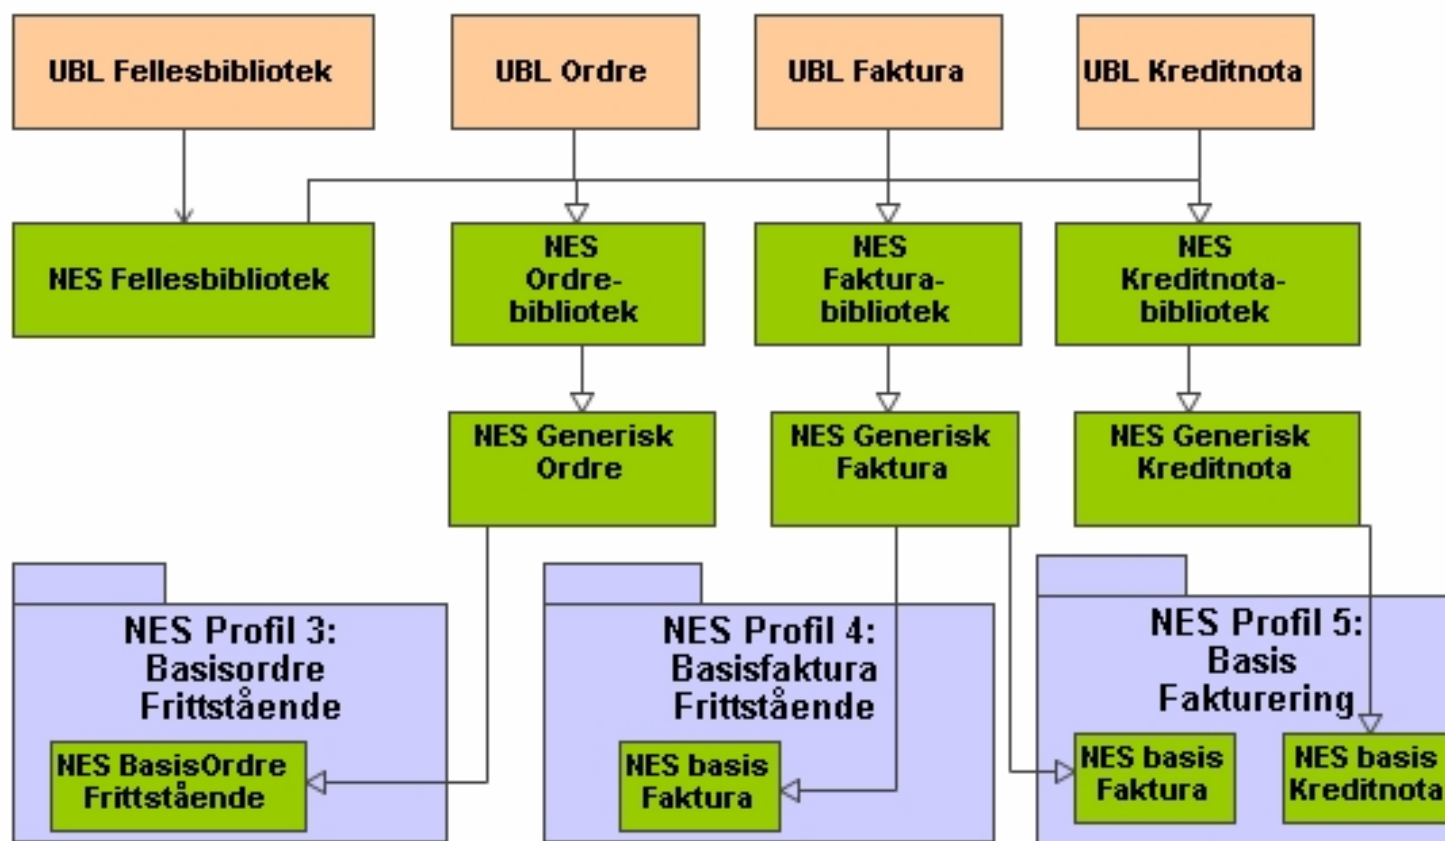 UBL Fellesbibliotek
UBL Ordre
UBL Faktura
UBL Kreditnota
NES Fellesbibliotek
NES
Ordre-
bibliotek
NES
Faktura-
bibliotek
NES
Kreditnota-
bibliotek
NES Generisk
Ordre
NES Generisk
Faktura
NES Generisk
Kreditnota
NES Profil 3:
Basisordre
Frittstående
NES BasisOrdre
Frittstående
NES Profil 4:
Basisfaktura
Frittstående
NES basis
Faktura
NES Profil 5:
Basis
Fakturering
NES basis
Faktura
NES basis
Kreditnota